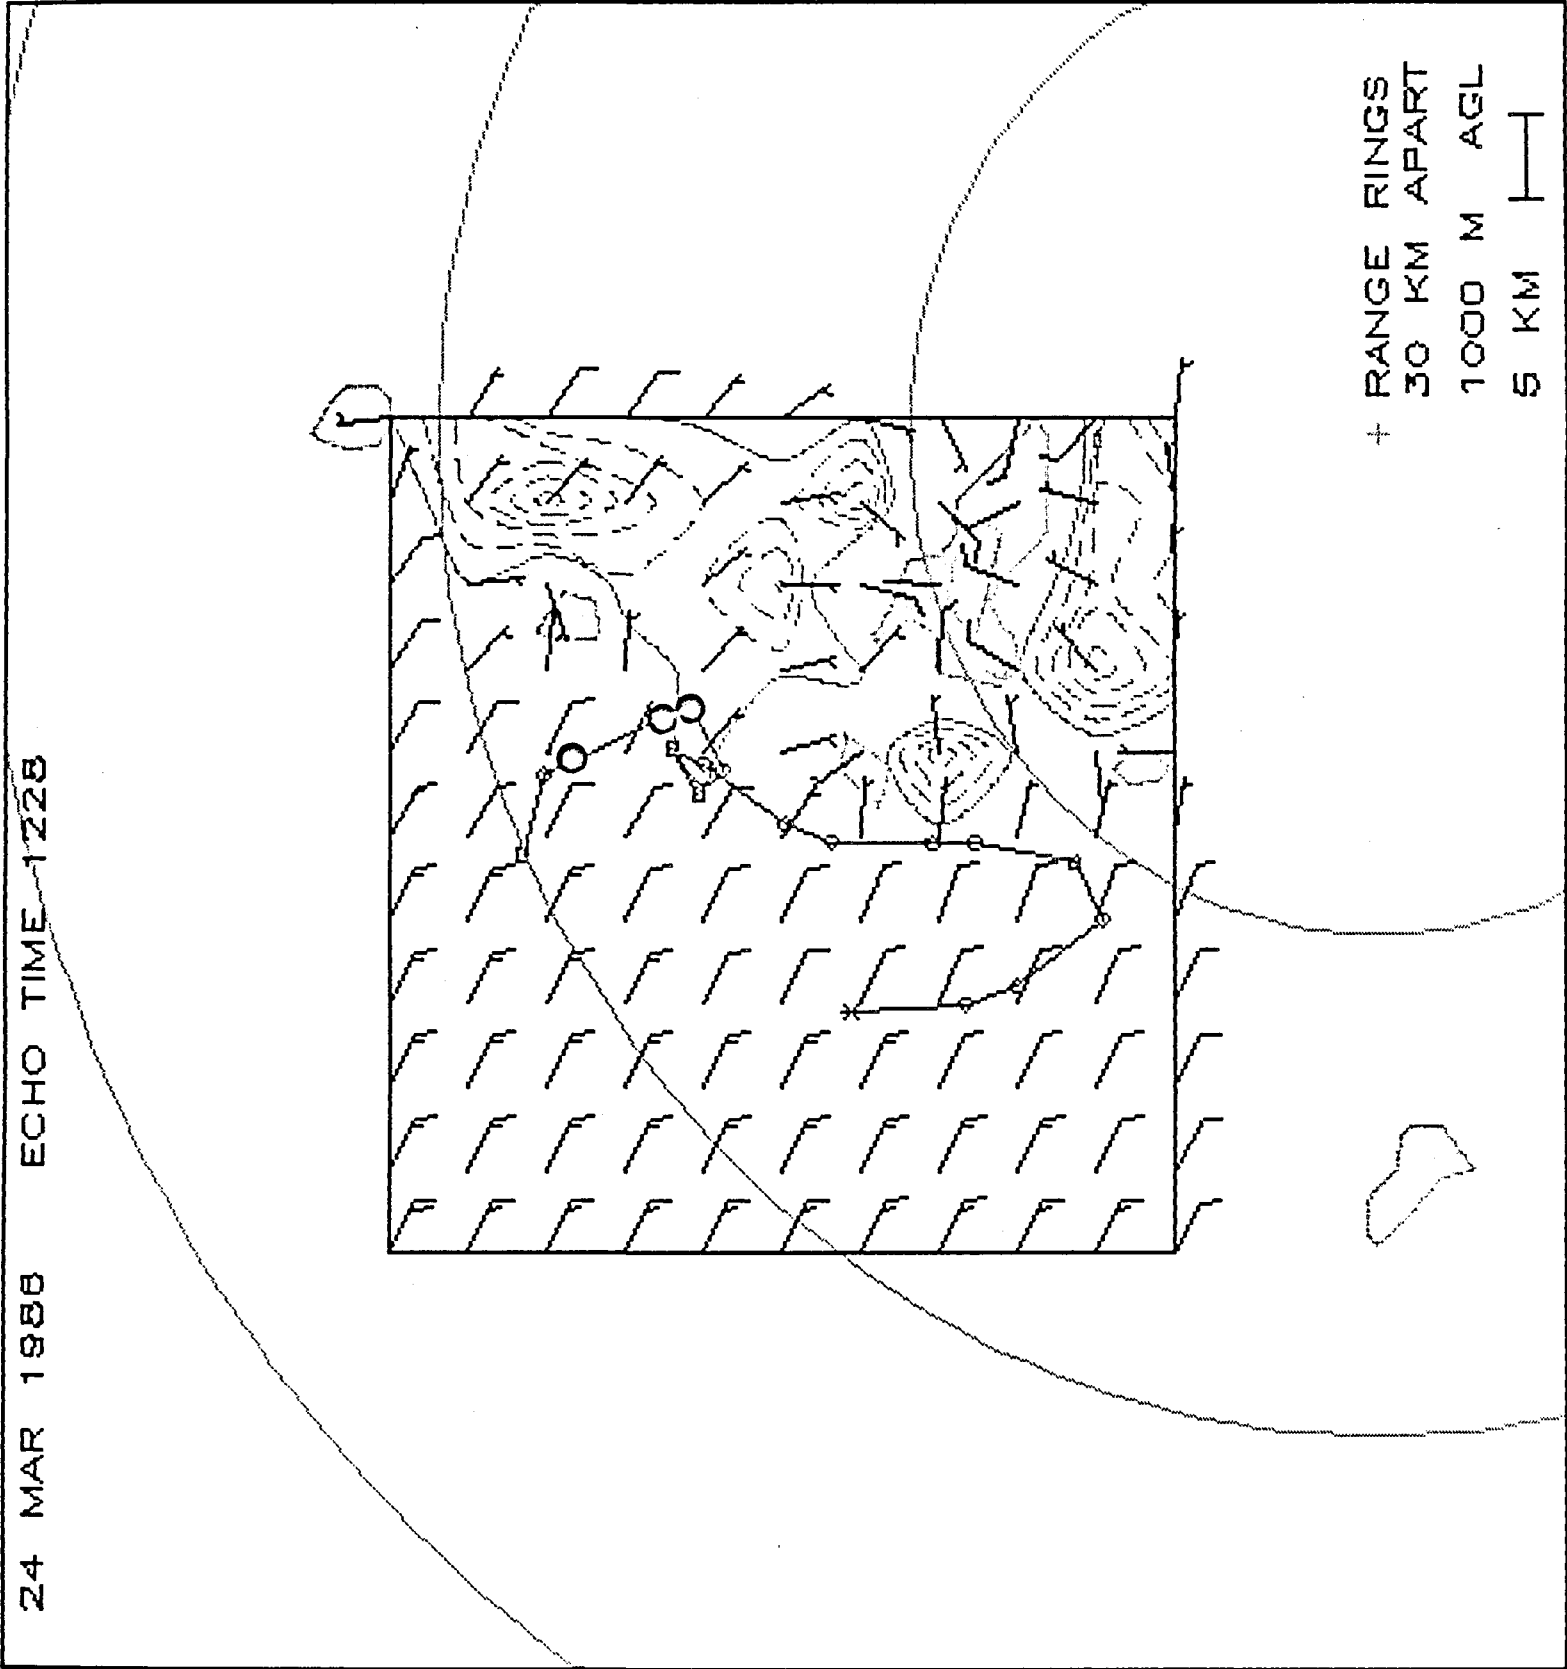 24 MAR 1988 ECHO TIME 1228
+ RANGE RINGS
30 KM APART
1000 M AGL
5 KM